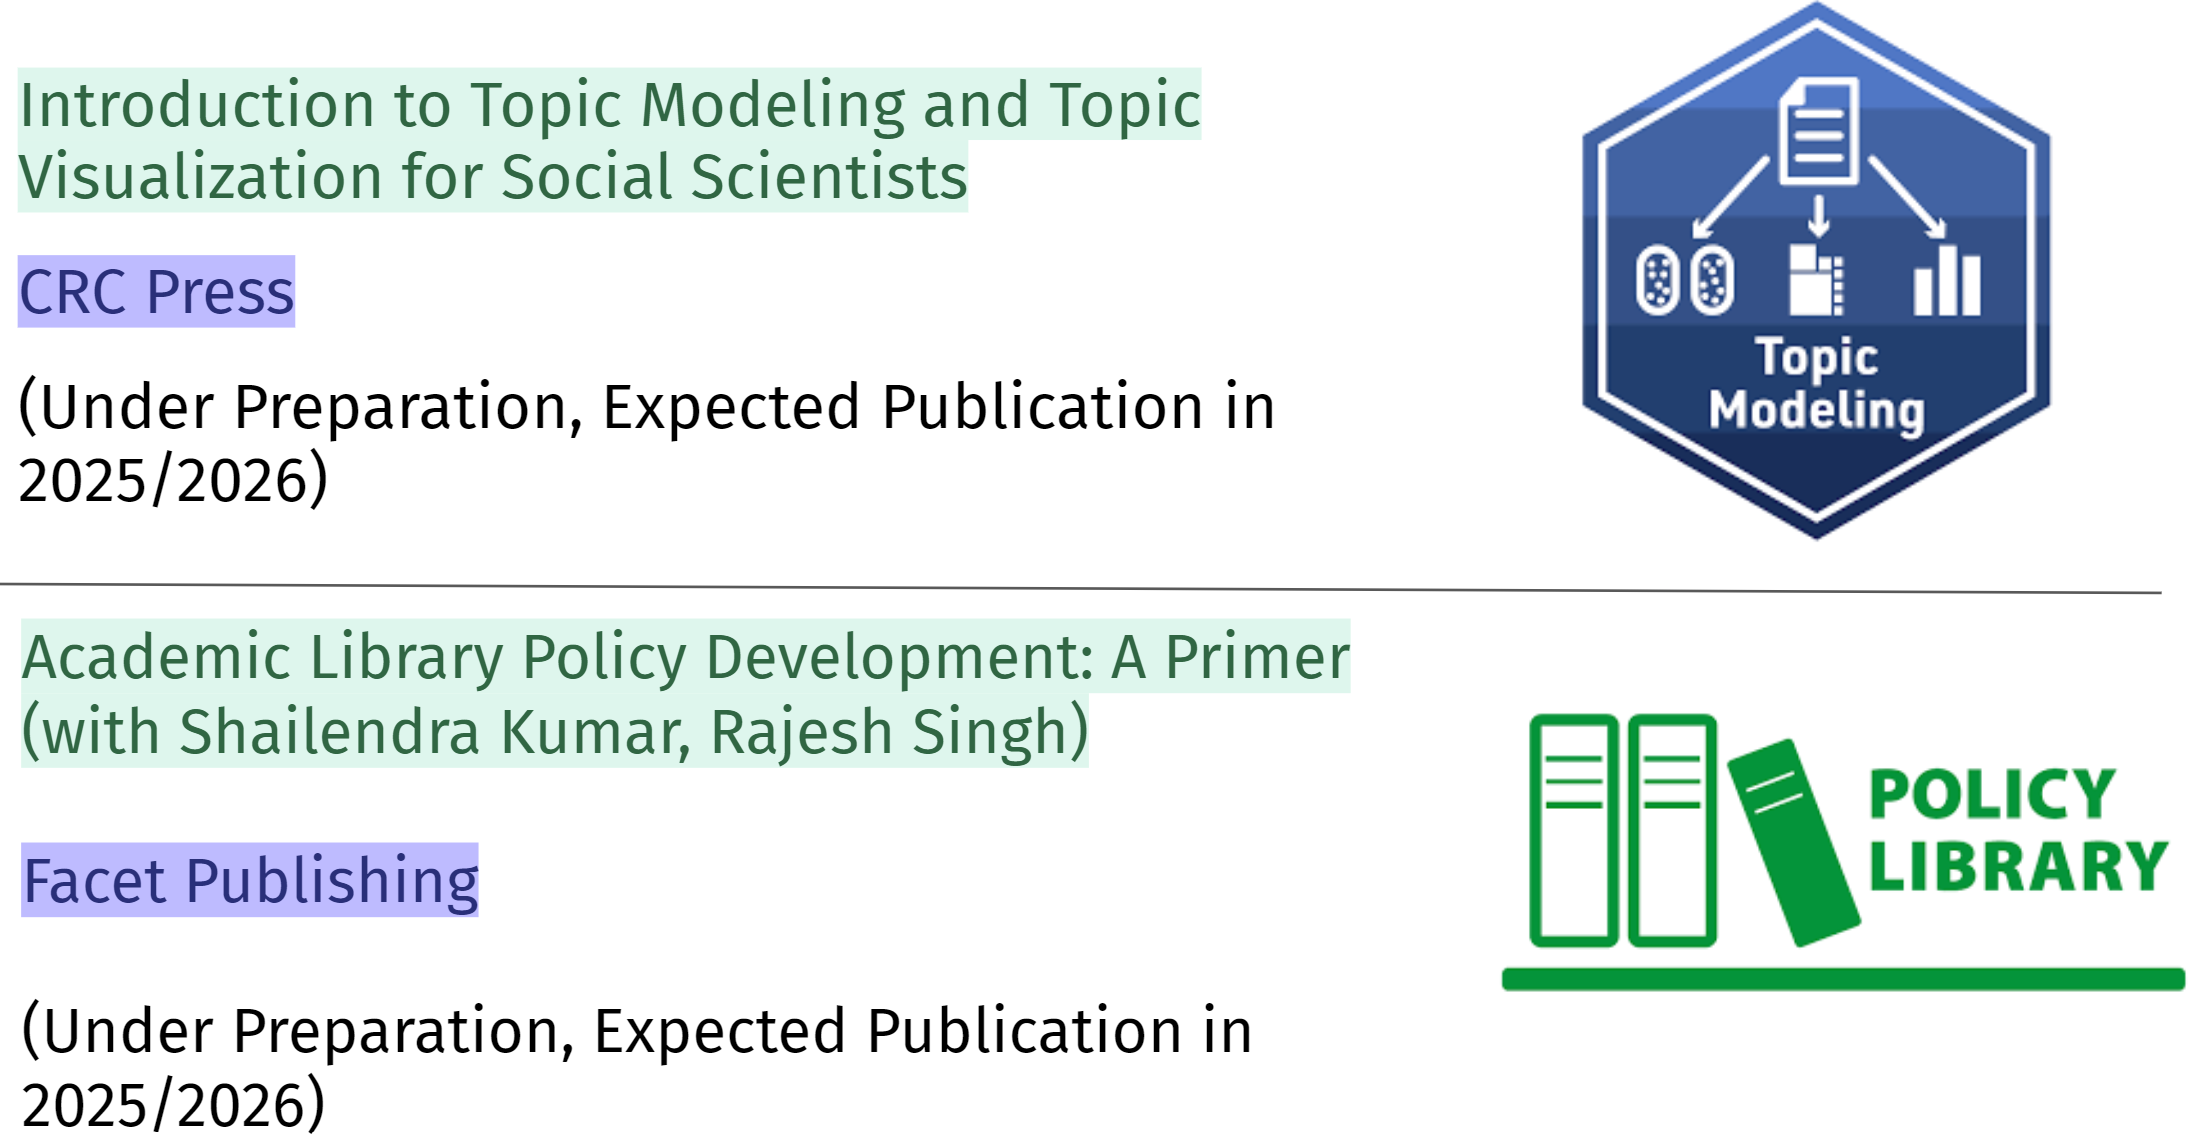 Introduction to Topic Modeling and Topic
Visualization for Social Scientists
CRC Press
(Under Preparation, Expected Publication in
2025/2026)
Topic
Modeling
Academic Library Policy Development: A Primer
(with Shailendra Kumar, Rajesh Singh)
Facet Publishing
(Under Preparation, Expected Publication in
2025/2026)
POLICY
LIBRARY